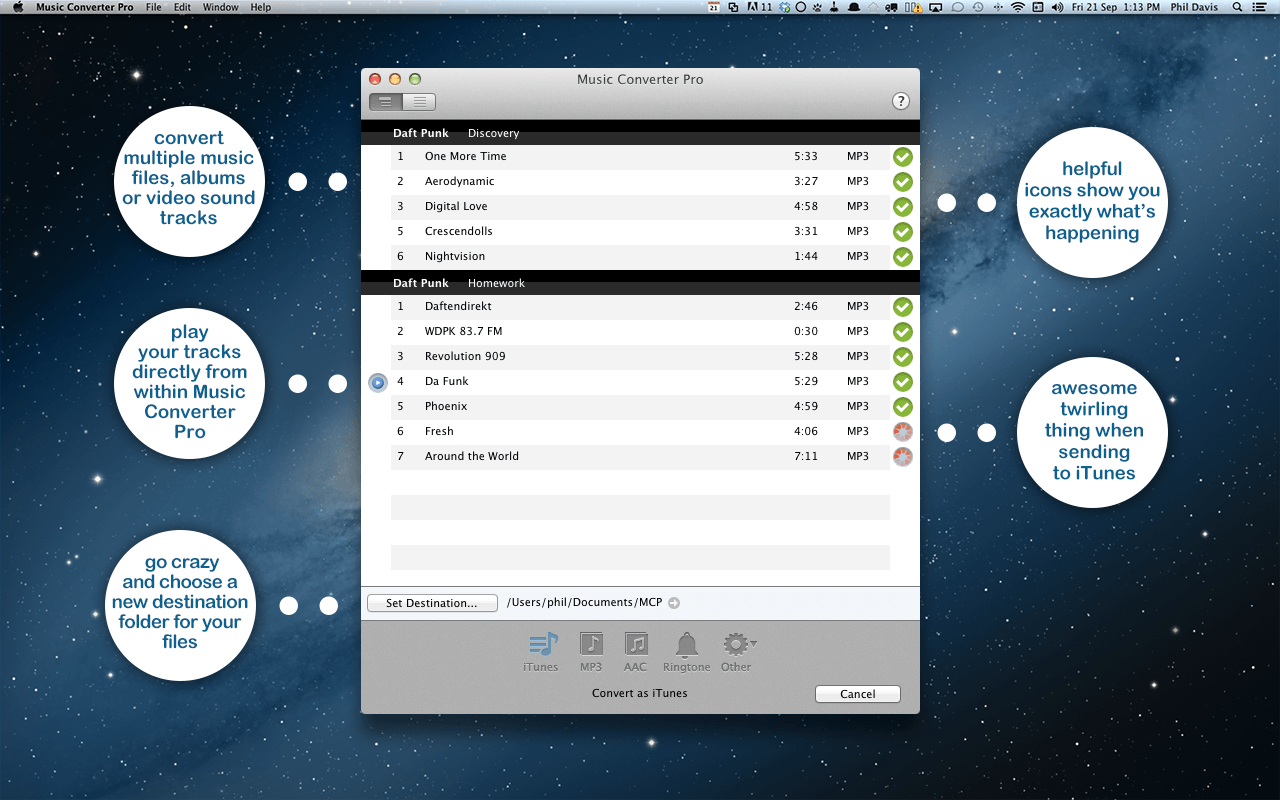 Music Converter Pro File Edit Window Help 21 11 Fri 21 Sep 1:13 PM Phil Davis
Music Converter Pro
?
Daft Punk Discovery
1 One More Time 5:33 MP3
2 Aerodynamic 3:27 MP3
3 Digital Love 4:58 MP3
5 Crescendolls 3:31 MP3
6 Nightvision 1:44 MP3
Daft Punk Homework
1 Daftendirekt 2:46 MP3
2 WDPK 83.7 FM 0:30 MP3
3 Revolution 909 5:28 MP3
4 Da Funk 5:29 MP3
5 Phoenix 4:59 MP3
6 Fresh 4:06 MP3
7 Around the World 7:11 MP3
Set Destination... /Users/phil/Documents/MCP
iTunes MP3 AAC Ringtone Other
Convert as iTunes
Cancel
convert
multiple music
files, albums
or video sound
tracks
play
your tracks
directly from
within Music
Converter
Pro
go crazy
and choose a
new destination
folder for your
files
helpful
icons show you
exactly what's
happening
awesome
twirling
thing when
sending
to iTunes